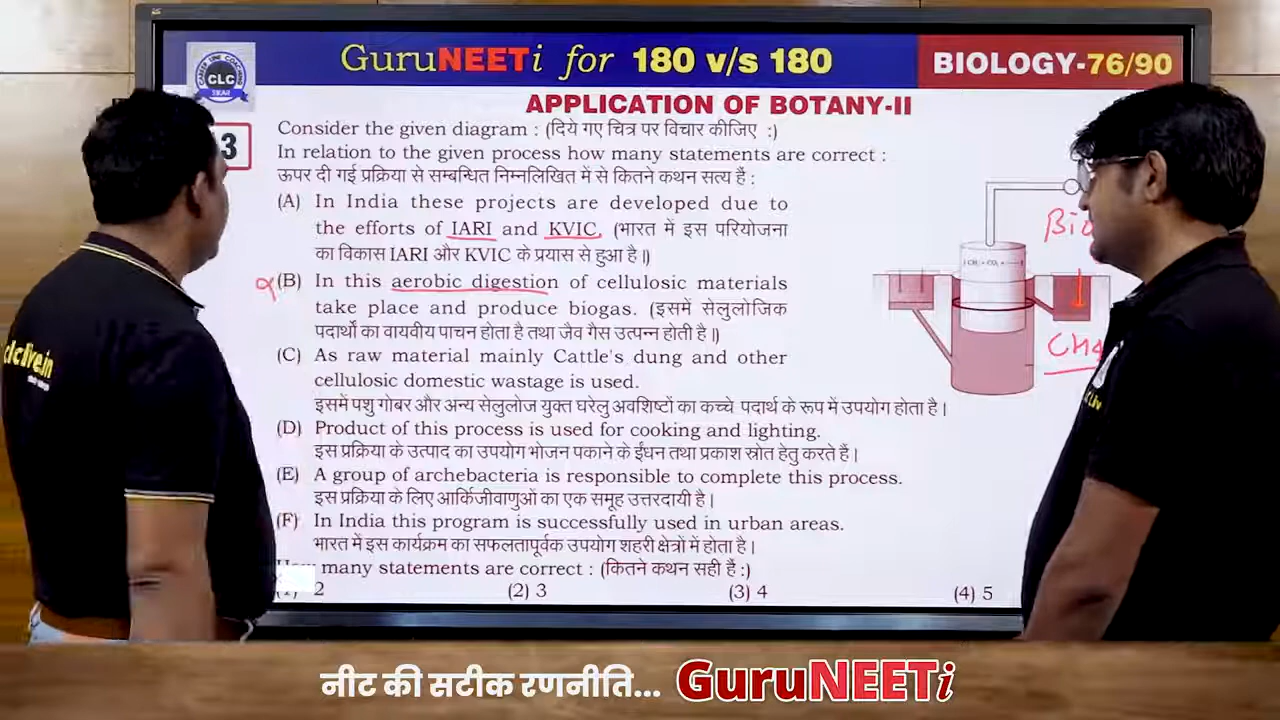 GuruNEETi for 180 v/s 180
BIOLOGY-76/90
CLC
SIKAR
APPLICATION OF BOTANY-II
3
Consider the given diagram : (दिये गए चित्र पर विचार कीजिए :)
In relation to the given process how many statements are correct :
ऊपर दी गई प्रक्रिया से सम्बन्धित निम्नलिखित में से कितने कथन सत्य हैं :
(A) In India these projects are developed due to
the efforts of IARI and KVIC. (भारत में इस परियोजना
का विकास IARI और KVIC के प्रयास से हुआ है।)
(B) In this aerobic digestion of cellulosic materials
take place and produce biogas. (इसमें सेलुलोजिक
पदार्थों का वायवीय पाचन होता है तथा जैव गैस उत्पन्न होती है।)
(C) As raw material mainly Cattle's dung and other
cellulosic domestic wastage is used.
इसमें पशु गोबर और अन्य सेलुलोज युक्त घरेलु अवशिष्टों का कच्चे पदार्थ के रूप में उपयोग होता है।
(D) Product of this process is used for cooking and lighting.
इस प्रक्रिया के उत्पाद का उपयोग भोजन पकाने के ईंधन तथा प्रकाश स्रोत हेतु करते हैं।
(E) A group of archebacteria is responsible to complete this process.
इस प्रक्रिया के लिए आर्किजीवाणुओं का एक समूह उत्तरदायी है।
(F) In India this program is successfully used in urban areas.
भारत में इस कार्यक्रम का सफलतापूर्वक उपयोग शहरी क्षेत्रों में होता है।
many statements are correct : (कितने कथन सही हैं :)
2 (2) 3 (3) 4 (4) 5
Bio
CH4
clclive.in
नीट की सटीक रणनीति... GuruNEETi